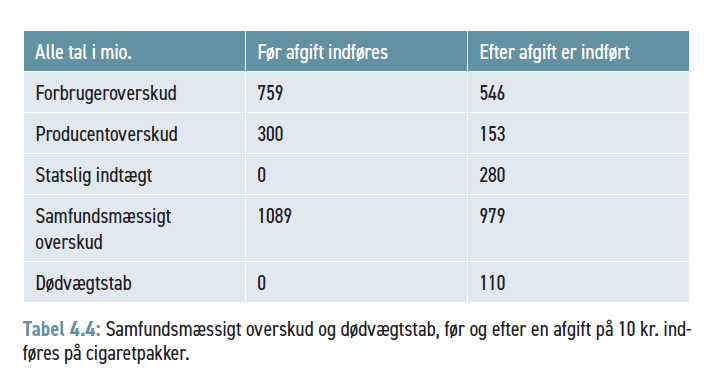 Alle tal i mio. Før afgift indføres Efter afgift er indført
Forbrugeroverskud 759 546
Producentoverskud 300 153
Statslig indtægt 0 280
Samfundsmæssigt 1089 979
overskud
Dødvægtstab 0 110
Tabel 4.4: Samfundsmæssigt overskud og dødvægtstab, før og efter en afgift på 10 kr. ind-
føres på cigaretpakker.